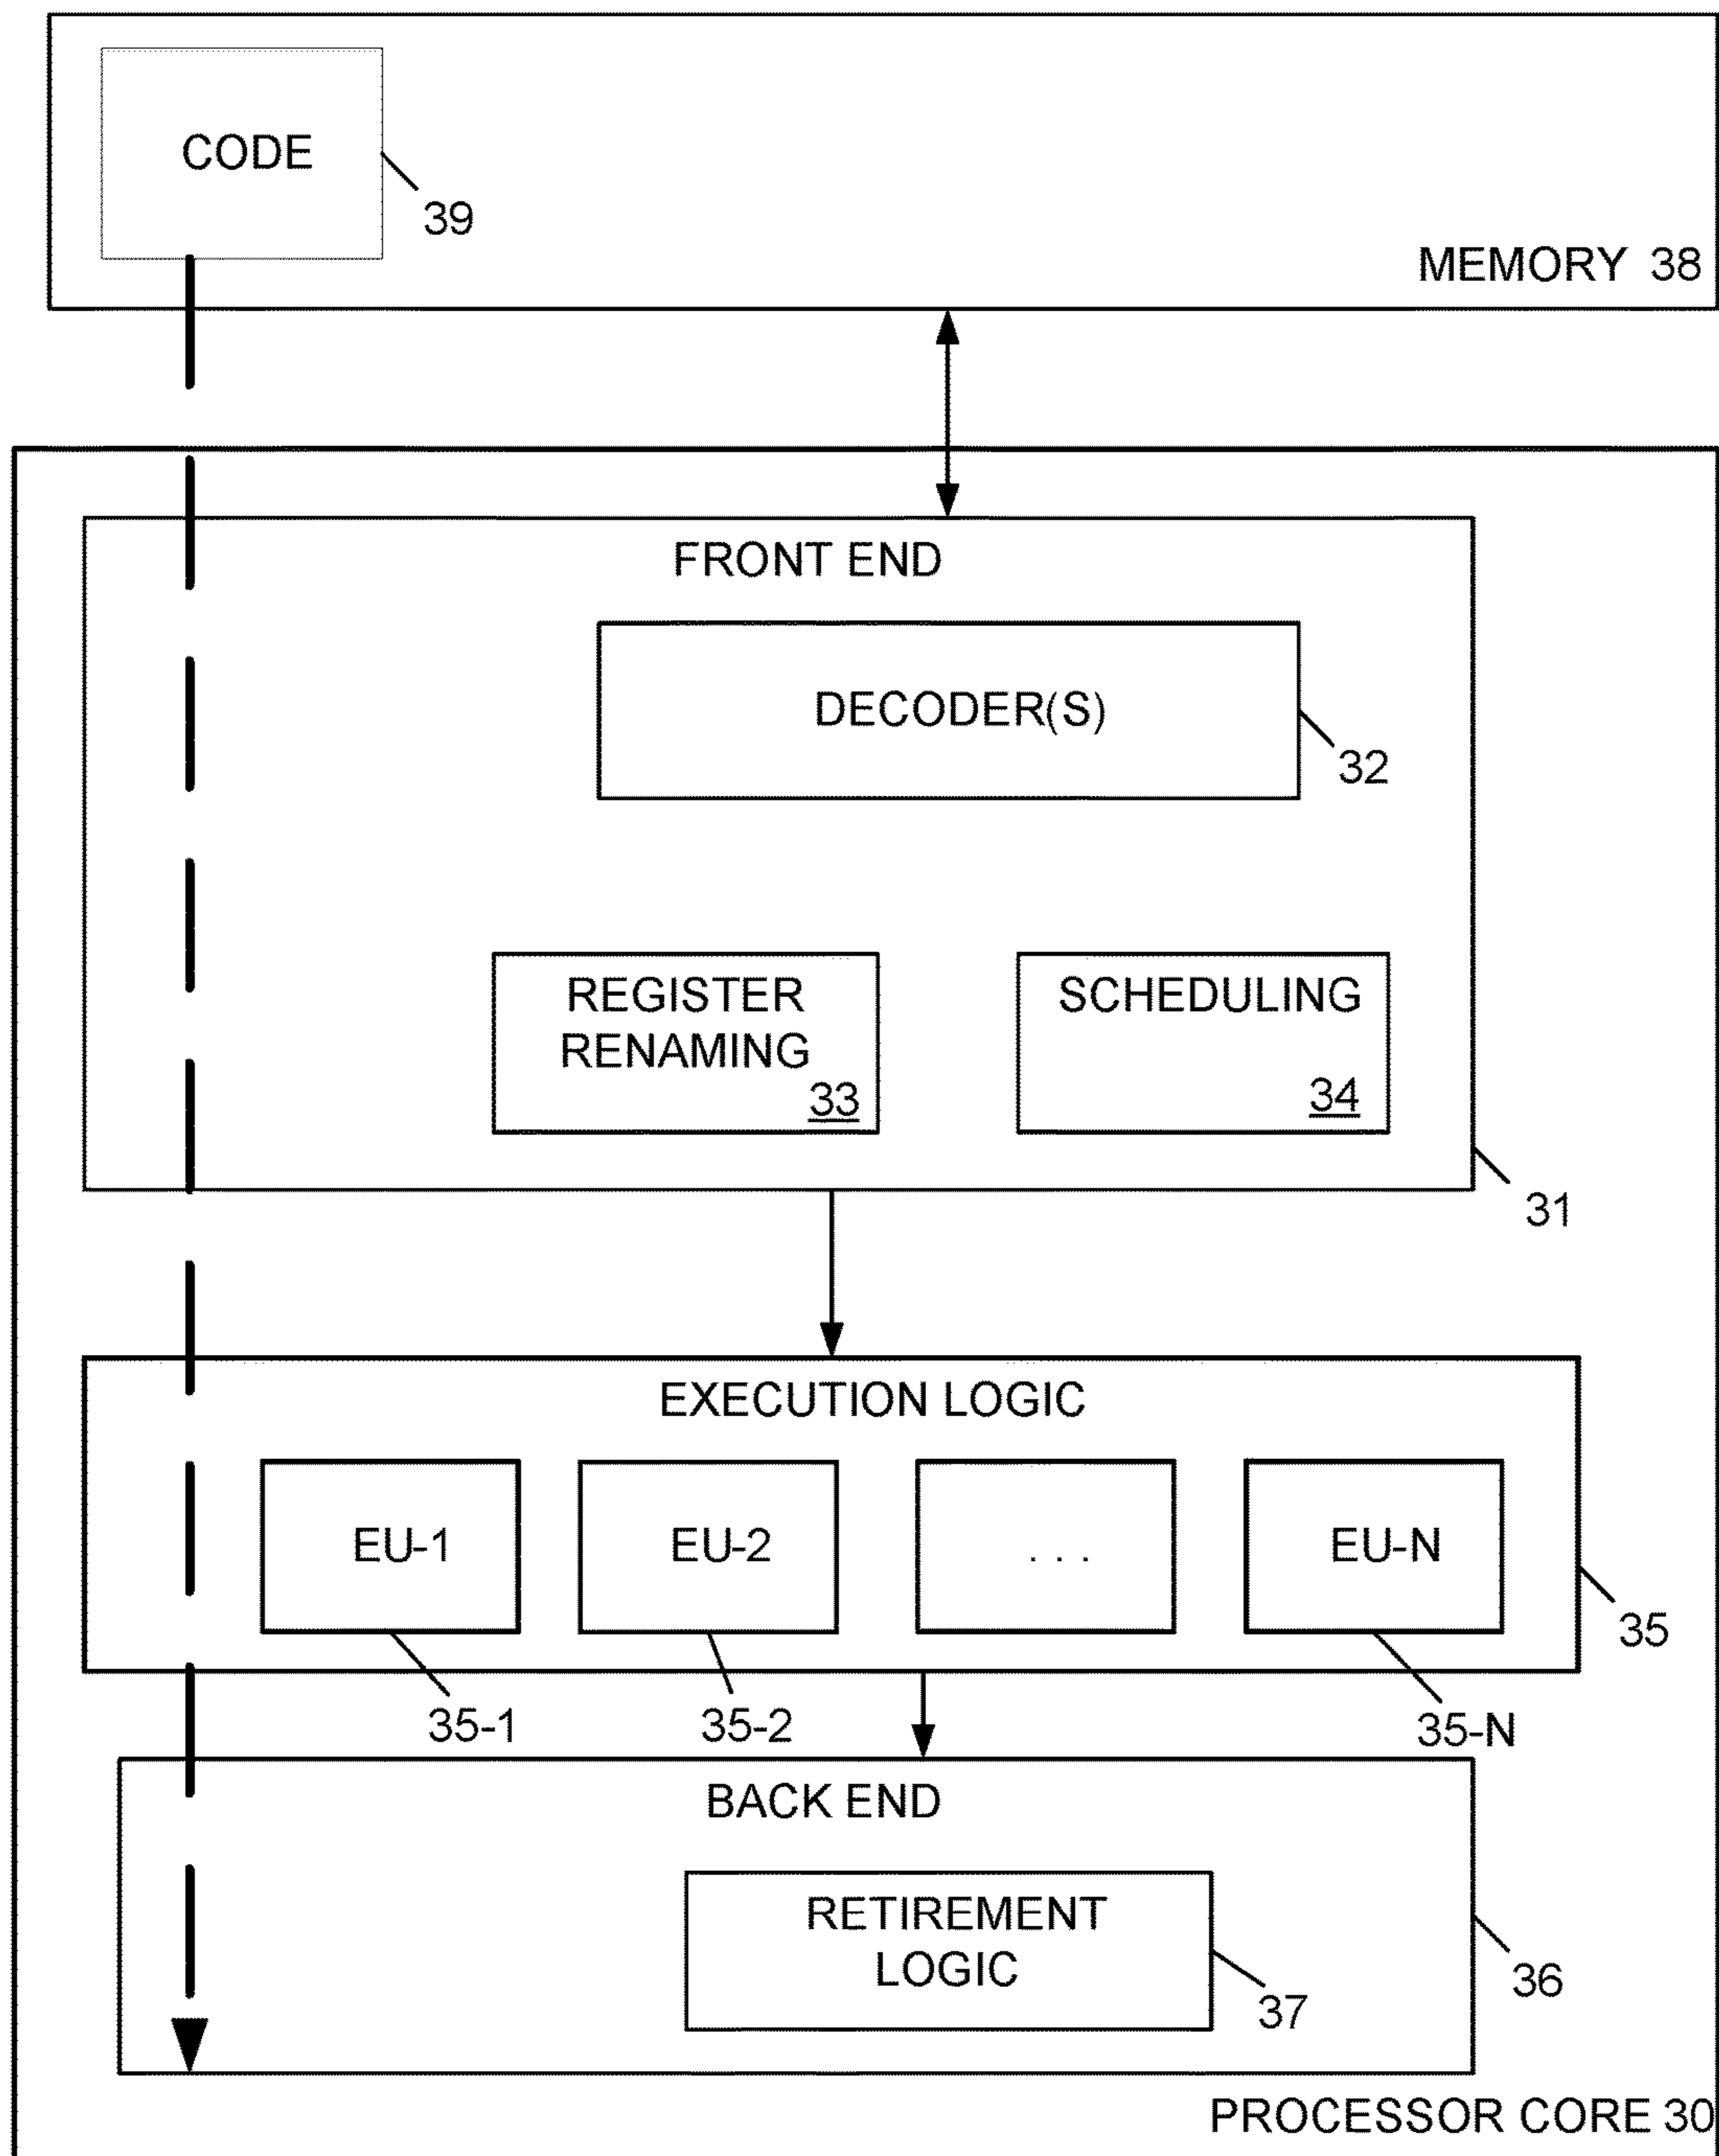 CODE
39
MEMORY 38
FRONT END
DECODER(S)
32
REGISTER
RENAMING
33
SCHEDULING
34
31
EXECUTION LOGIC
EU-1
EU-2
. . .
EU-N
35
35-1
35-2
35-N
BACK END
RETIREMENT
LOGIC
36
37
PROCESSOR CORE 30